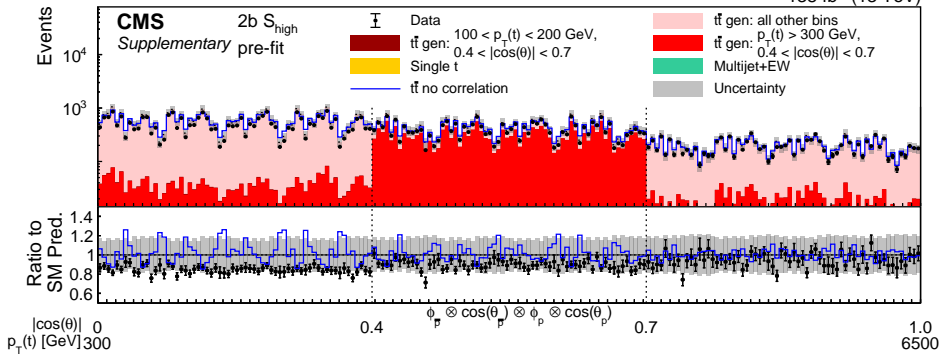 CMS 2b S_high
Supplementary pre-fit
Data
tt̄ gen: 100 < p_T(t) < 200 GeV,
0.4 < |cos(θ)| < 0.7
Single t
tt̄ no correlation
tt̄ gen: all other bins
tt̄ gen: p_T(t) > 300 GeV,
0.4 < |cos(θ)| < 0.7
Multijet+EW
Uncertainty
Events
10^4
10^3
Ratio to
SM Pred.
1.4
1.2
1.0
0.8
0.6
ϕ_p̅ ⊗ cos(θ_p̅) ⊗ ϕ_p ⊗ cos(θ_p)
|cos(θ)| 0 0.4 0.7 1.0
p_T(t) [GeV] 300 6500